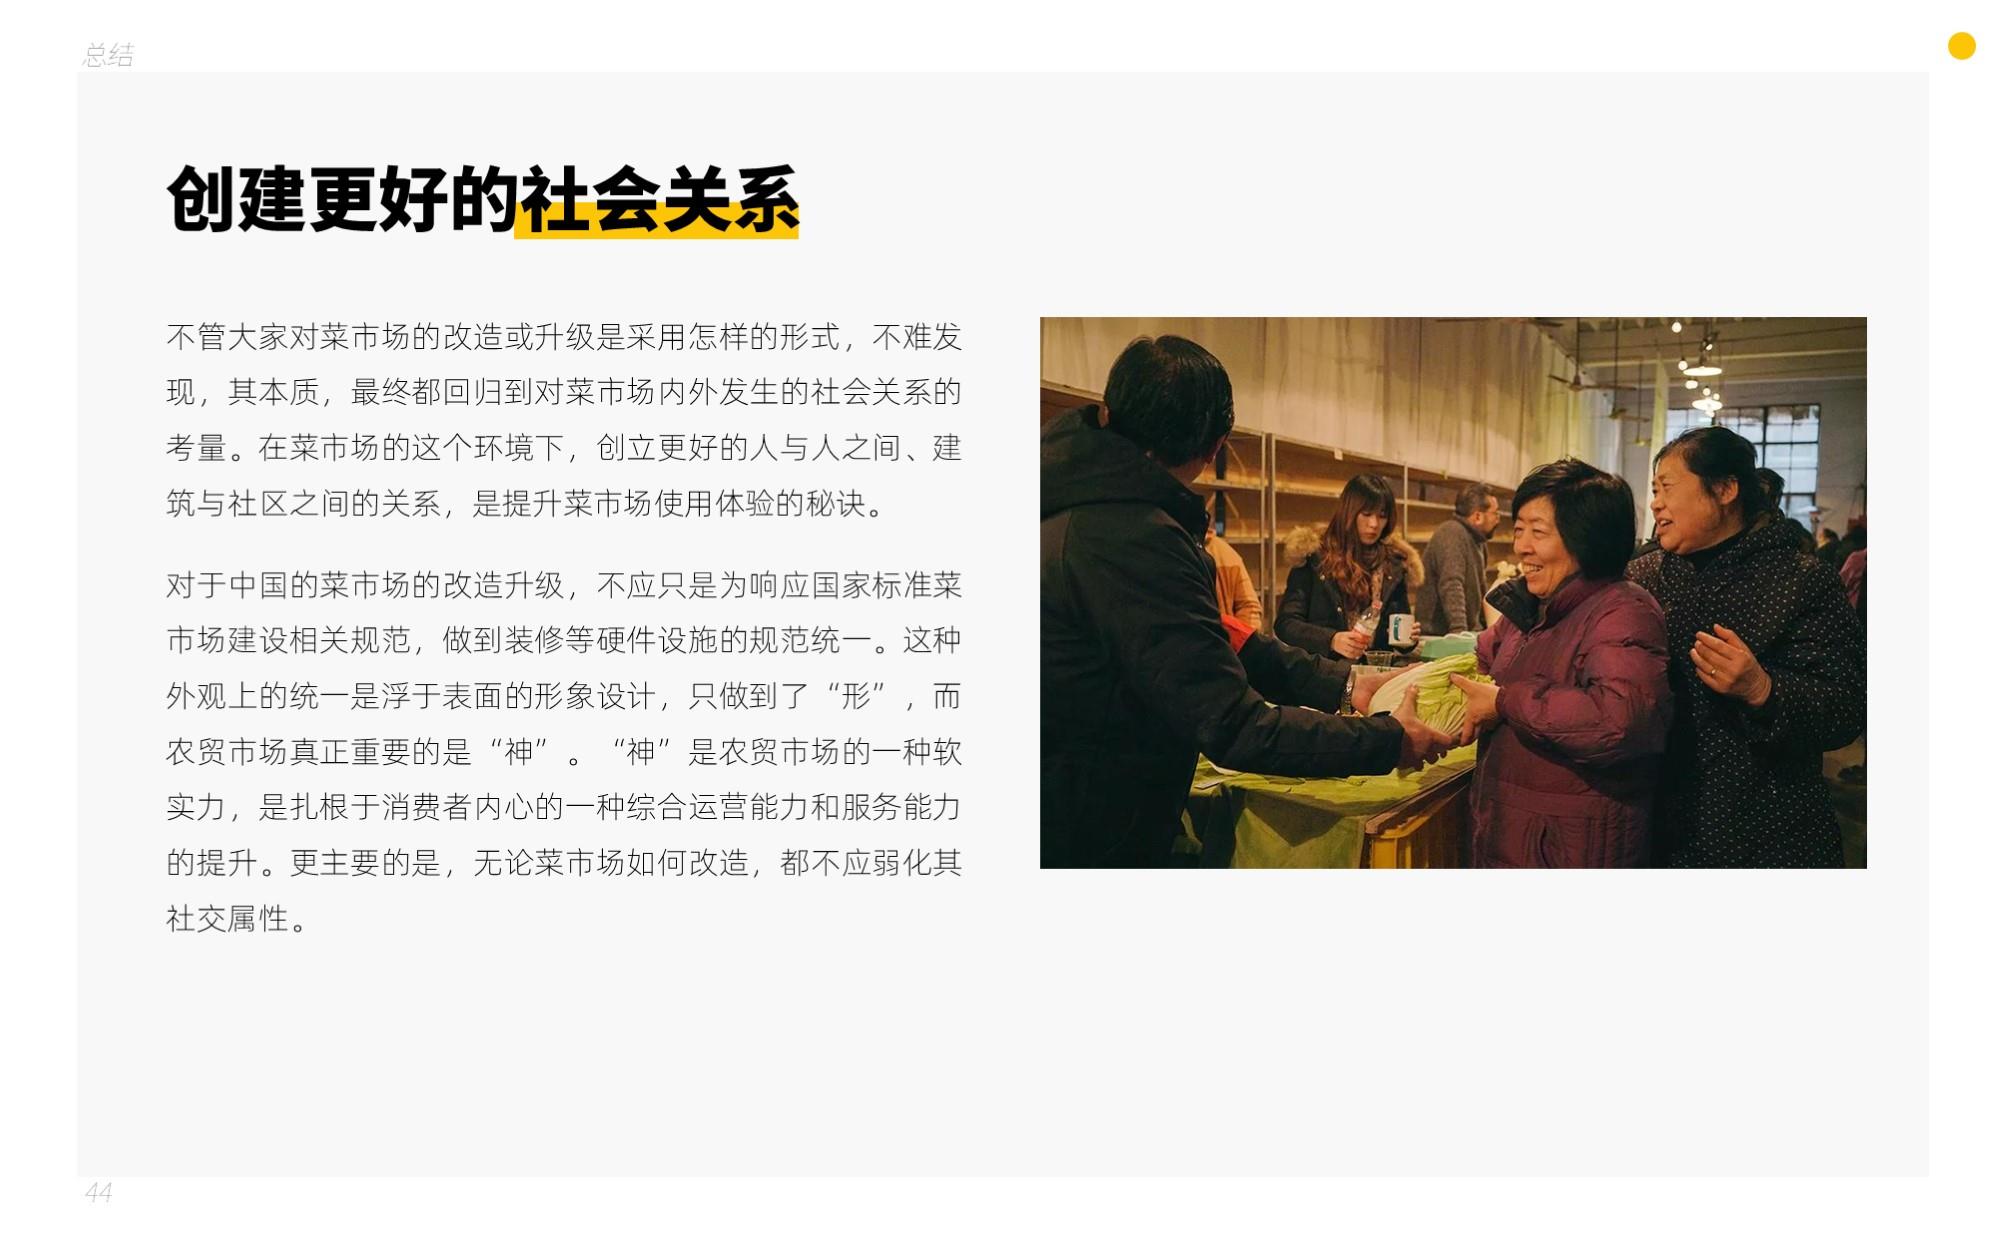 总结
创建更好的社会关系
不管大家对菜市场的改造或升级是采用怎样的形式，不难发
现，其本质，最终都回归到对菜市场内外发生的社会关系的
考量。在菜市场的这个环境下，创立更好的人与人之间、建
筑与社区之间的关系，是提升菜市场使用体验的秘诀。
对于中国的菜市场的改造升级，不应只是为响应国家标准菜
市场建设相关规范，做到装修等硬件设施的规范统一。这种
外观上的统一是浮于表面的形象设计，只做到了“形”，而
农贸市场真正重要的是“神”。“神”是农贸市场的一种软
实力，是扎根于消费者内心的一种综合运营能力和服务能力
的提升。更主要的是，无论菜市场如何改造，都不应弱化其
社交属性。
44